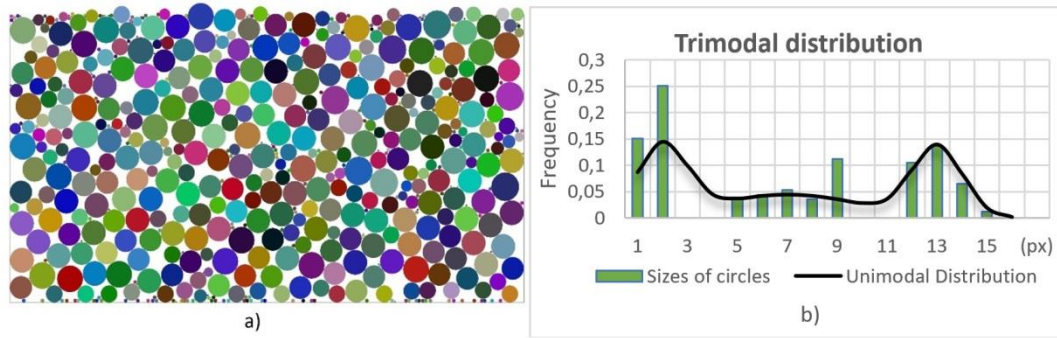 Trimodal distribution
0,3
0,25
0,2
0,15
0,1
0,05
0
Frequency
1 3 5 7 9 11 13 15 (px)
Sizes of circles Unimodal Distribution
a)
b)